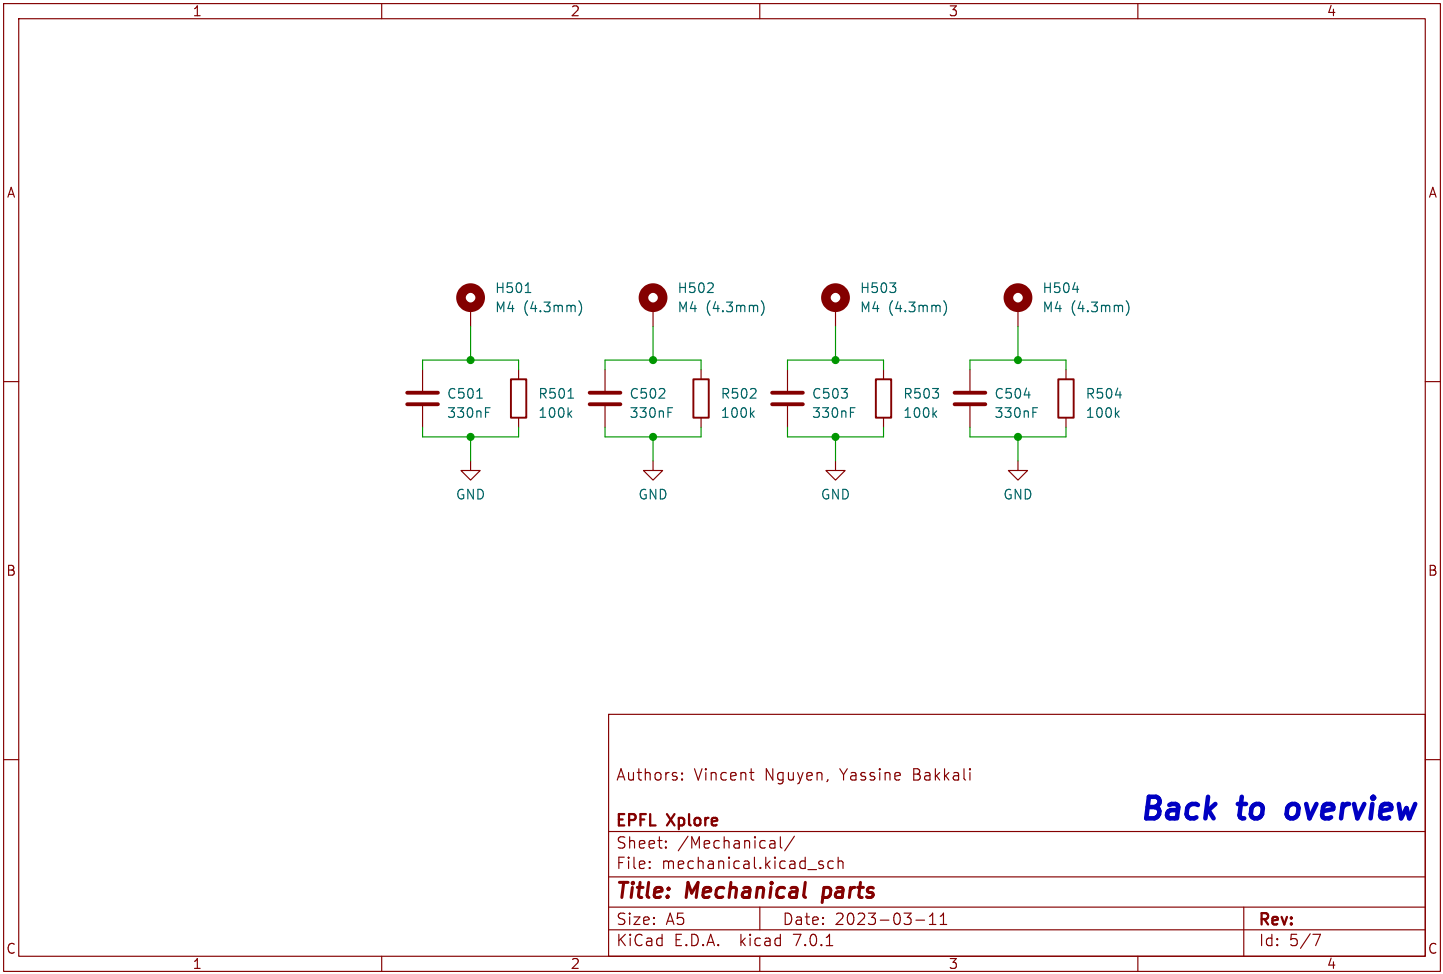 1 2 3 4
A A
H501 H502 H503 H504
M4 (4.3mm) M4 (4.3mm) M4 (4.3mm) M4 (4.3mm)
C501 R501 C502 R502 C503 R503 C504 R504
330nF 100k 330nF 100k 330nF 100k 330nF 100k
GND GND GND GND
B B
Authors: Vincent Nguyen, Yassine Bakkali
Back to overview
EPFL Xplore
Sheet: /Mechanical/
File: mechanical.kicad_sch
Title: Mechanical parts
Size: A5 Date: 2023-03-11 Rev:
KiCad E.D.A. kicad 7.0.1 Id: 5/7
C C
1 2 3 4